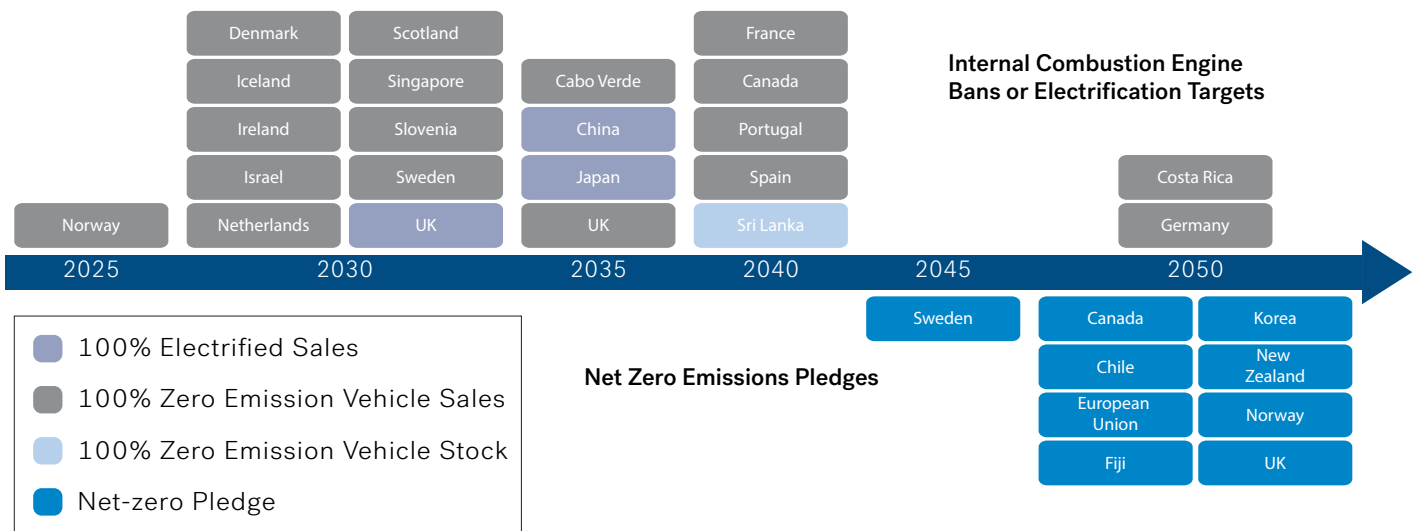 Denmark
Scotland
France
Iceland
Singapore
Cabo Verde
Canada
Internal Combustion Engine
Bans or Electrification Targets
Ireland
Slovenia
China
Portugal
Israel
Sweden
Japan
Spain
Costa Rica
Norway
Netherlands
UK
UK
Sri Lanka
Germany
2025
2030
2035
2040
2045
2050
Sweden
Canada
Korea
Chile
New
Zealand
European
Union
Norway
Fiji
UK
Net Zero Emissions Pledges
100% Electrified Sales
100% Zero Emission Vehicle Sales
100% Zero Emission Vehicle Stock
Net-zero Pledge